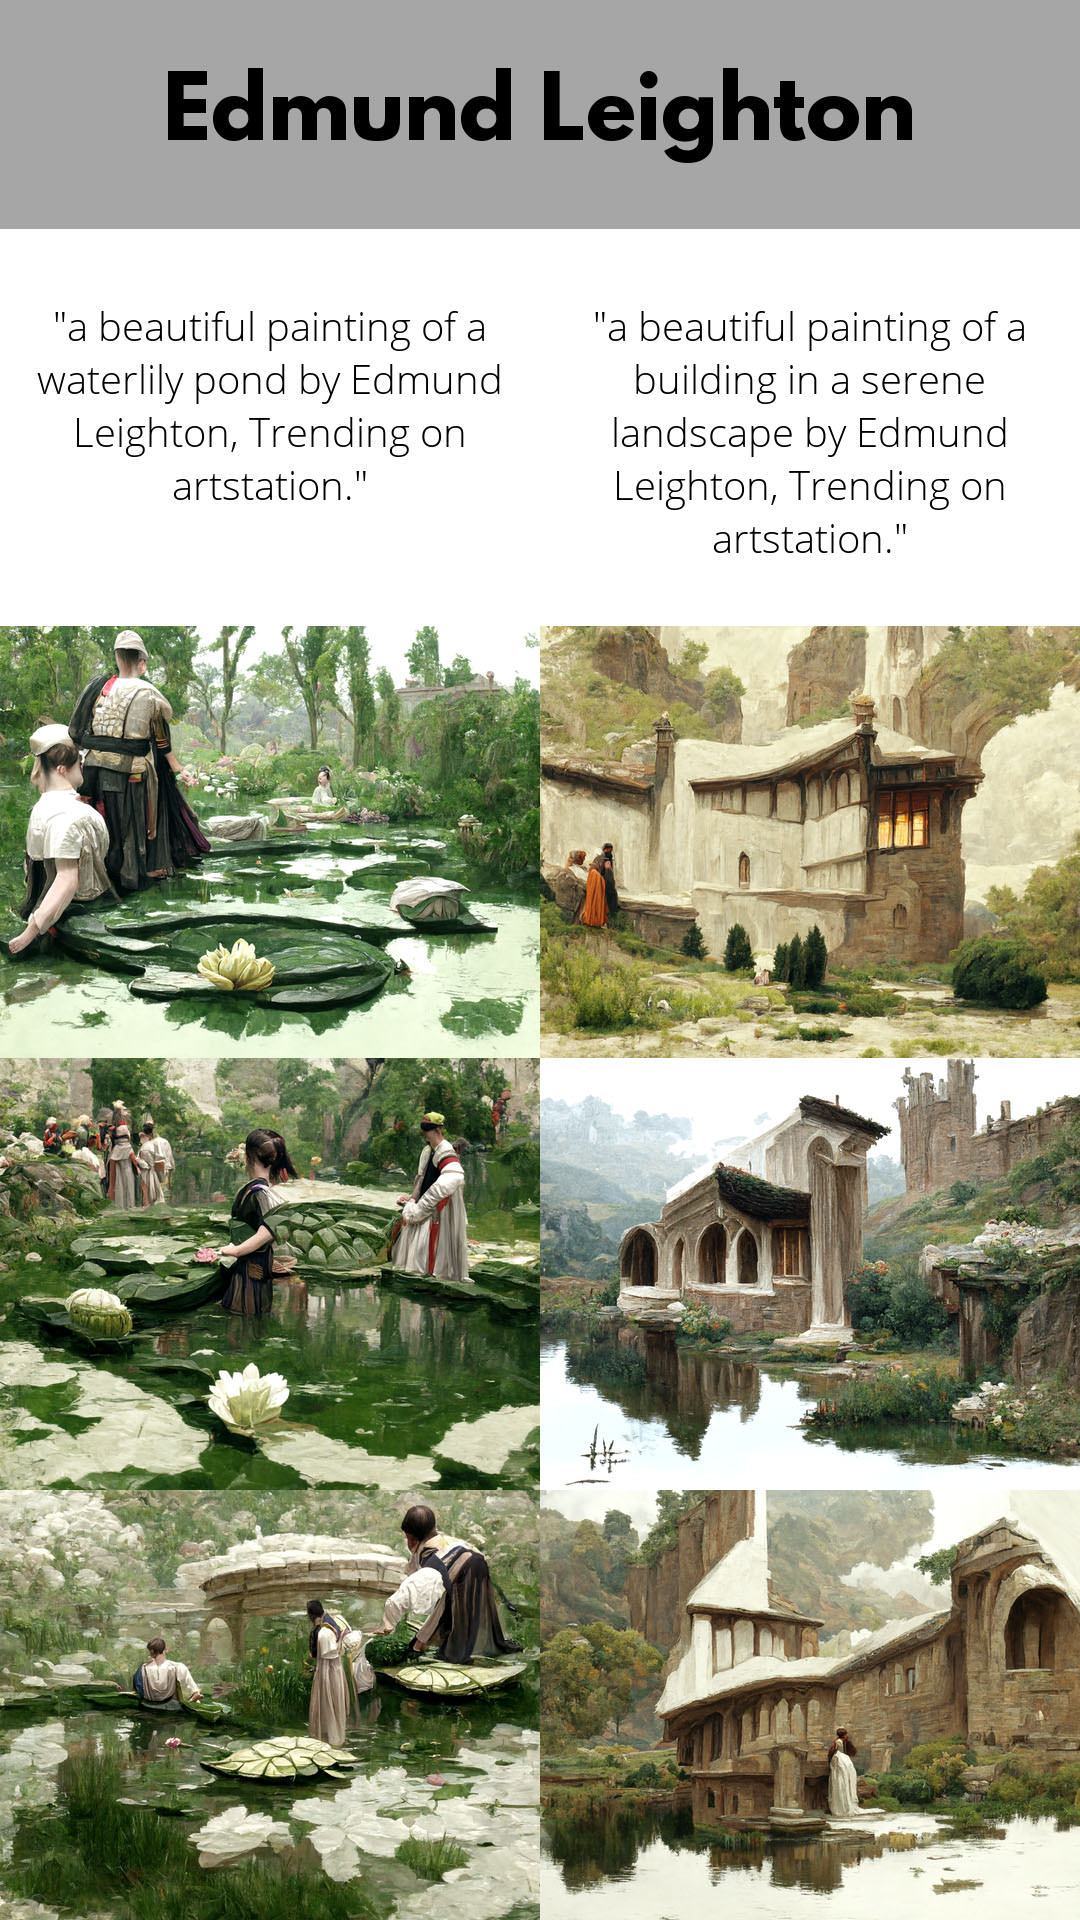 Edmund Leighton
"a beautiful painting of a
waterlily pond by Edmund
Leighton, Trending on
artstation."
"a beautiful painting of a
building in a serene
landscape by Edmund
Leighton, Trending on
artstation."